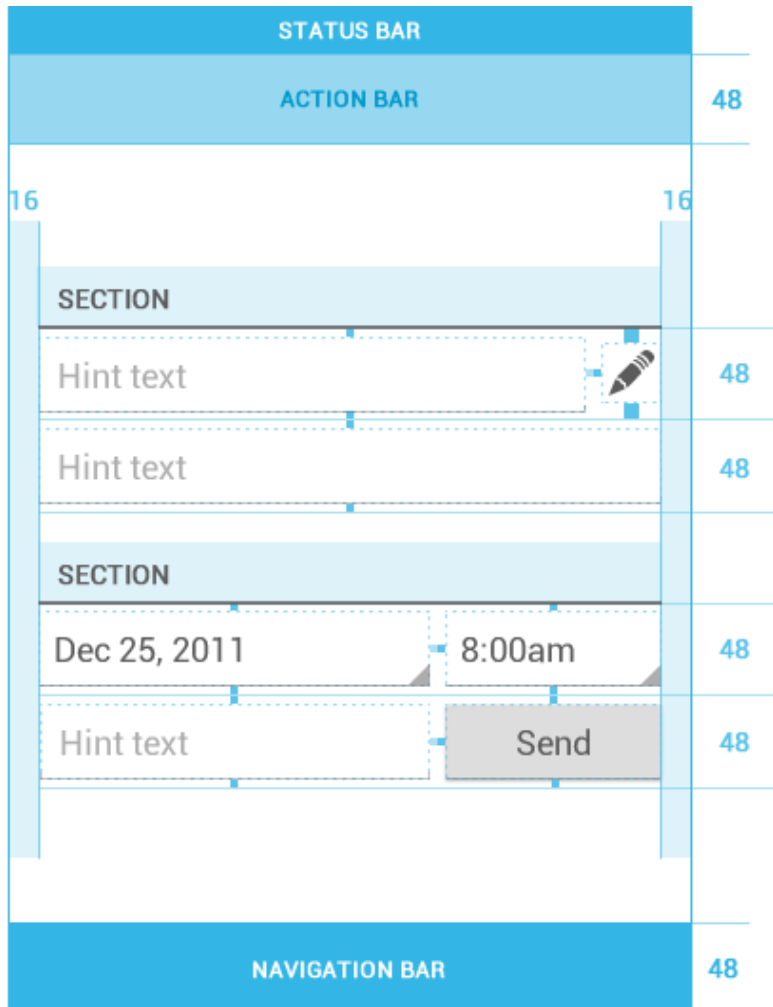 STATUS BAR
ACTION BAR 48
16 16
SECTION
Hint text 48
Hint text 48
SECTION
Dec 25, 2011 8:00am 48
Hint text Send 48
NAVIGATION BAR 48